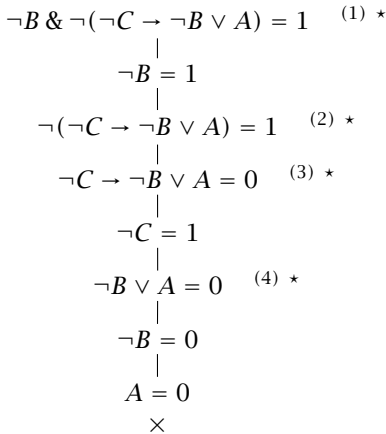 ¬B & ¬(¬C → ¬B ∨ A) = 1 (1) ⋆
¬B = 1
¬(¬C → ¬B ∨ A) = 1 (2) ⋆
¬C → ¬B ∨ A = 0 (3) ⋆
¬C = 1
¬B ∨ A = 0 (4) ⋆
¬B = 0
A = 0
×